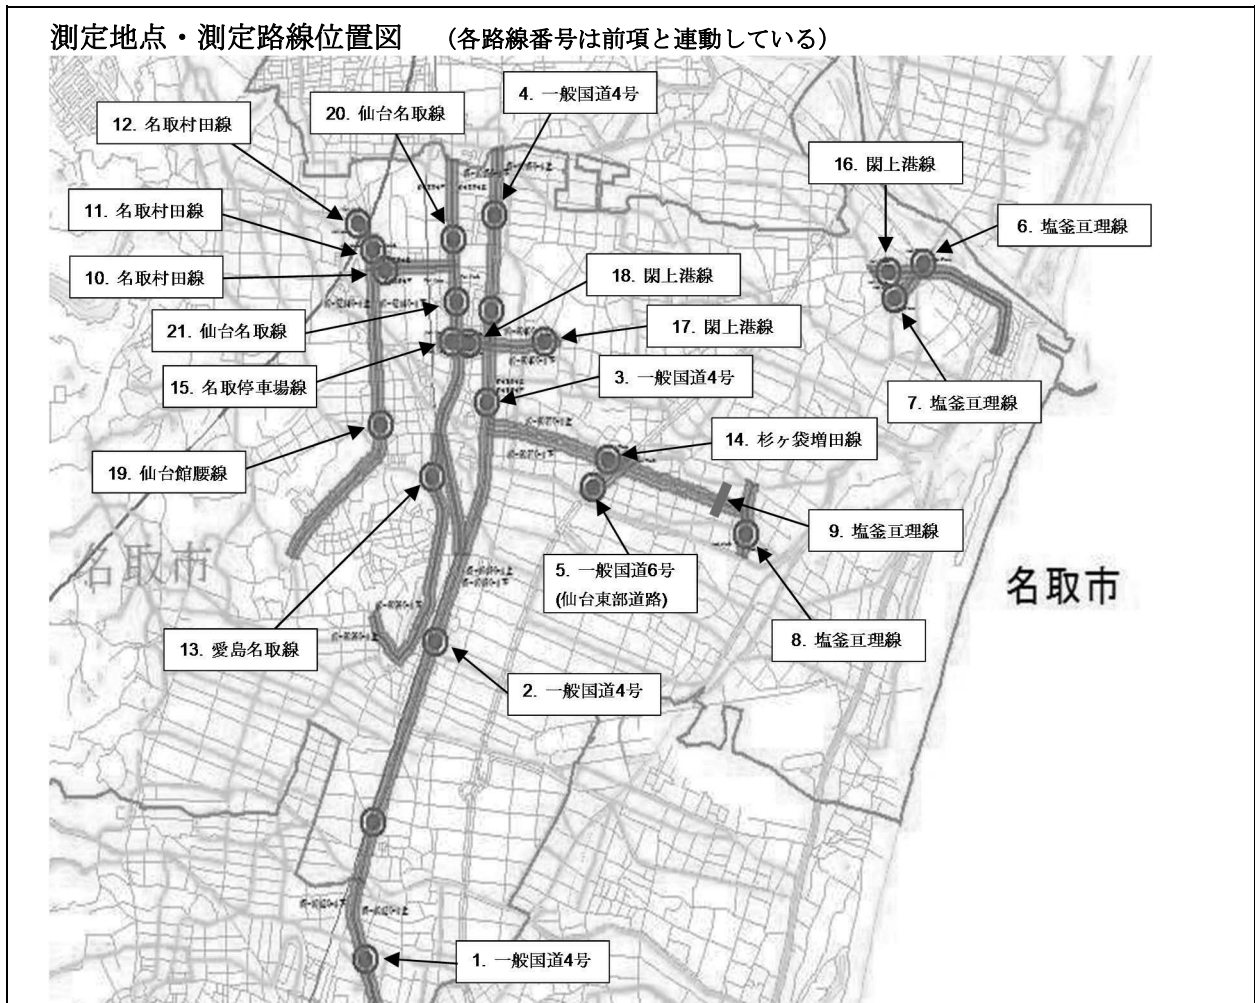 測定地点・測定路線位置図 （各路線番号は前項と連動している）
4. 一般国道4号
20. 仙台名取線
12. 名取村田線
16. 閖上港線
11. 名取村田線
6. 塩釜亘理線
10. 名取村田線
18. 閖上港線
21. 仙台名取線
17. 閖上港線
15. 名取停車場線
3. 一般国道4号
7. 塩釜亘理線
14. 杉ヶ袋増田線
19. 仙台館腰線
9. 塩釜亘理線
名取市
5. 一般国道6号
(仙台東部道路)
名取市
13. 愛島名取線
8. 塩釜亘理線
2. 一般国道4号
1. 一般国道4号